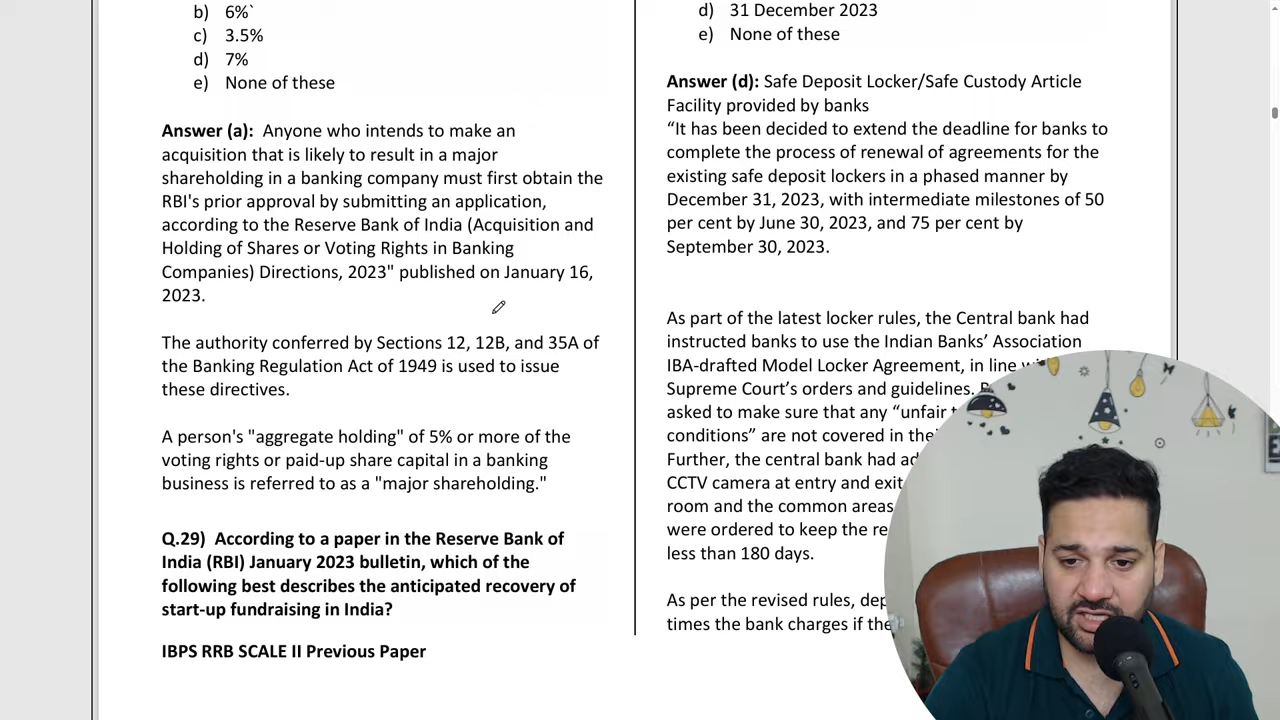 b) 6%`
c) 3.5%
d) 7%
e) None of these
Answer (a): Anyone who intends to make an
acquisition that is likely to result in a major
shareholding in a banking company must first obtain the
RBI's prior approval by submitting an application,
according to the Reserve Bank of India (Acquisition and
Holding of Shares or Voting Rights in Banking
Companies) Directions, 2023" published on January 16,
2023.
The authority conferred by Sections 12, 12B, and 35A of
the Banking Regulation Act of 1949 is used to issue
these directives.
A person's "aggregate holding" of 5% or more of the
voting rights or paid-up share capital in a banking
business is referred to as a "major shareholding."
Q.29) According to a paper in the Reserve Bank of
India (RBI) January 2023 bulletin, which of the
following best describes the anticipated recovery of
start-up fundraising in India?
IBPS RRB SCALE II Previous Paper
d) 31 December 2023
e) None of these
Answer (d): Safe Deposit Locker/Safe Custody Article
Facility provided by banks
“It has been decided to extend the deadline for banks to
complete the process of renewal of agreements for the
existing safe deposit lockers in a phased manner by
December 31, 2023, with intermediate milestones of 50
per cent by June 30, 2023, and 75 per cent by
September 30, 2023.
As part of the latest locker rules, the Central bank had
instructed banks to use the Indian Banks’ Association
IBA-drafted Model Locker Agreement, in line
Supreme Court’s orders and guidelines.
asked to make sure that any “unfair
conditions” are not covered in
Further, the central bank had
CCTV camera at entry and exit
room and the common areas
were ordered to keep the
less than 180 days.
As per the revised rules,
times the bank charges if